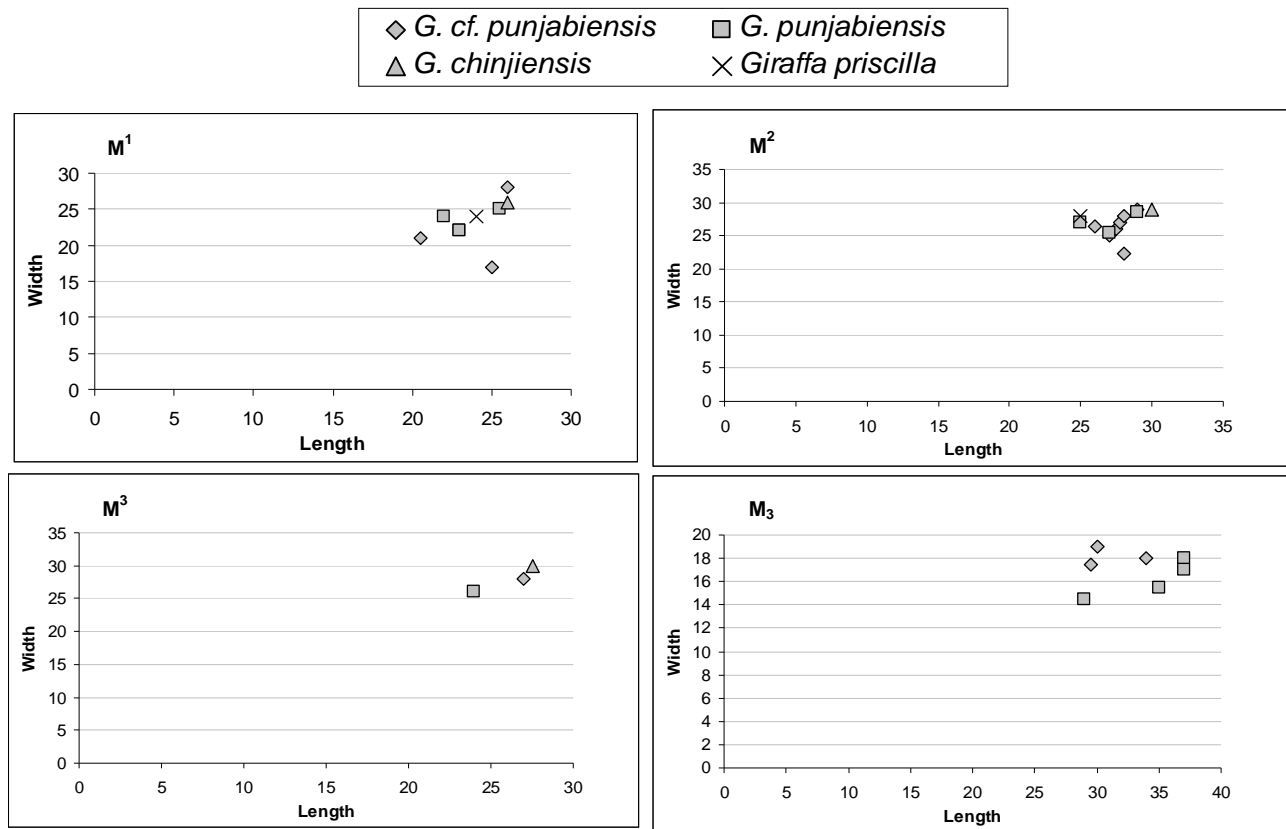 G. cf. punjabiensis G. punjabiensis
G. chinjiensis Giraffa priscilla
M¹
30
25
20
15
10
5
0
Width
0 5 10 15 20 25 30
Length
M²
35
30
25
20
15
10
5
0
Width
0 5 10 15 20 25 30 35
Length
M³
35
30
25
20
15
10
5
0
Width
0 5 10 15 20 25 30
Length
M₃
20
18
16
14
12
10
8
6
4
2
0
Width
0 5 10 15 20 25 30 35 40
Length